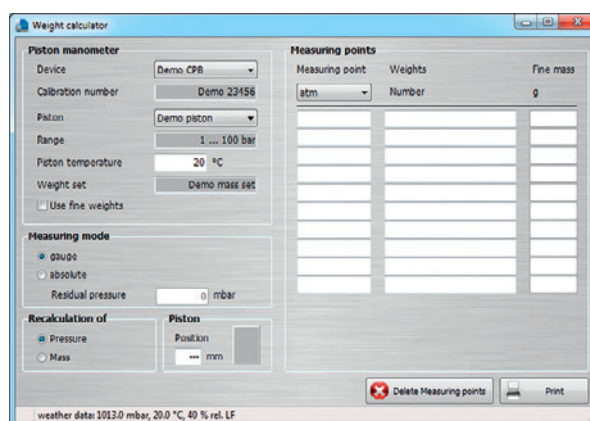 Weight calculator
Piston manometer
Device Demo CPB
Calibration number Demo 23456
Piston Demo piston
Range 1 ... 100 bar
Piston temperature 20 °C
Weight set Demo mass set
Use fine weights
Measuring mode
gauge
absolute
Residual pressure 0 mbar
Recalculation of
Pressure
Mass
Piston
Position
--- mm
Measuring points
Measuring point Weights Fine mass
atm Number g
Delete Measuring points Print
weather data: 1013.0 mbar, 20.0 °C, 40 % rel. LF